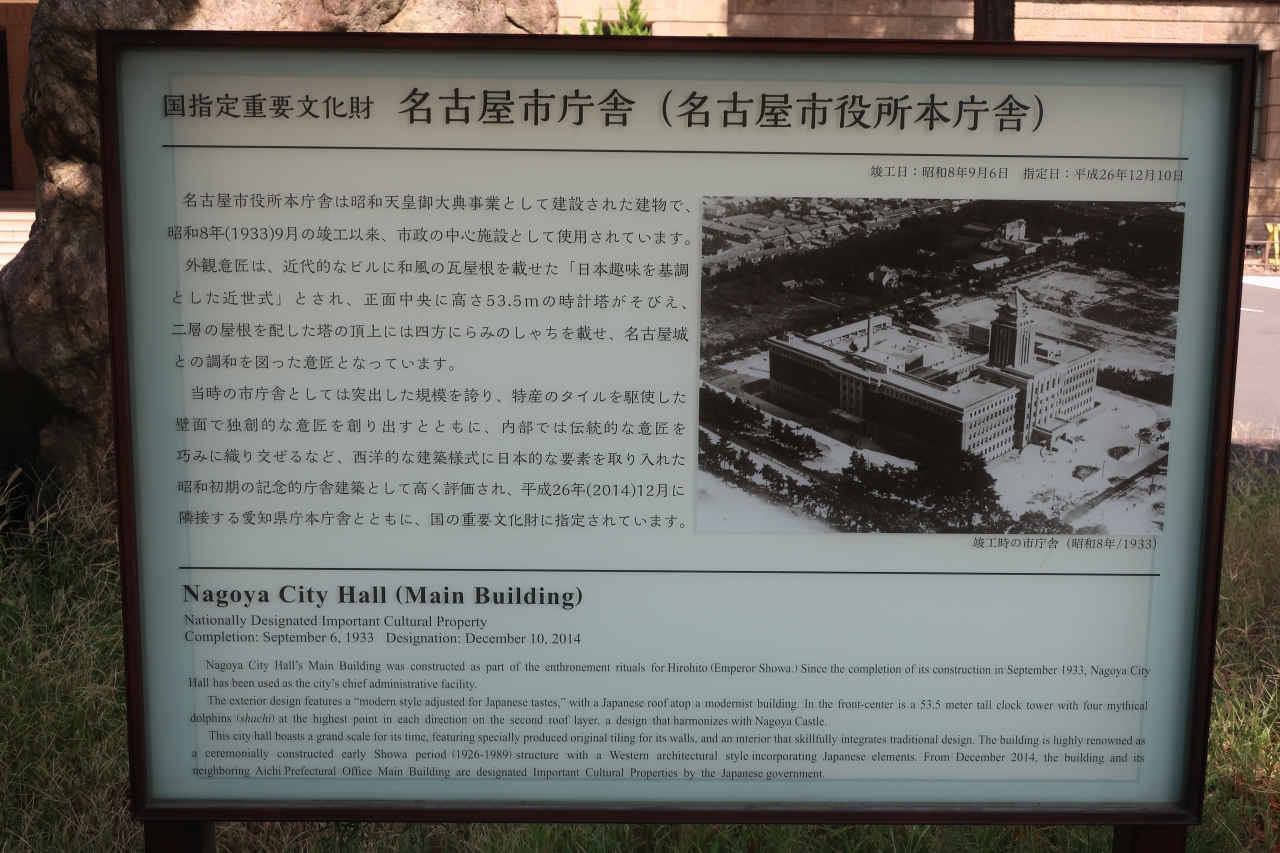 国指定重要文化財 名古屋市庁舎（名古屋市役所本庁舎）
竣工日：昭和8年9月6日 指定日：平成26年12月10日
名古屋市役所本庁舎は昭和天皇御大典事業として建設された建物で、
昭和8年(1933)9月の竣工以来、市政の中心施設として使用されています。
外観意匠は、近代的なビルに和風の瓦屋根を載せた「日本趣味を基調
とした近世式」とされ、正面中央に高さ53.5mの時計塔がそびえ、
二層の屋根を配した塔の頂上には四方にらみのしゃちを載せ、名古屋城
との調和を図った意匠となっています。
当時の市庁舎としては突出した規模を誇り、特産のタイルを駆使した
壁面で独創的な意匠を創り出すとともに、内部では伝統的な意匠を
巧みに織り交ぜるなど、西洋的な建築様式に日本的な要素を取り入れた
昭和初期の記念的庁舎建築として高く評価され、平成26年(2014)12月に
隣接する愛知県庁本庁舎とともに、国の重要文化財に指定されています。
竣工時の市庁舎（昭和8年/1933）
Nagoya City Hall (Main Building)
Nationally Designated Important Cultural Property
Completion: September 6, 1933 Designation: December 10, 2014
Nagoya City Hall's Main Building was constructed as part of the enthronement rituals for Hirohito (Emperor Showa.) Since the completion of its construction in September 1933, Nagoya City
Hall has been used as the city's chief administrative facility.
The exterior design features a "modern style adjusted for Japanese tastes," with a Japanese roof atop a modernist building. In the front-center is a 53.5 meter tall clock tower with four mythical
dolphins (shachi) at the highest point in each direction on the second roof layer, a design that harmonizes with Nagoya Castle.
This city hall boasts a grand scale for its time, featuring specially produced original tiling for its walls, and an interior that skillfully integrates traditional design. The building is highly renowned as
a ceremonially constructed early Showa period (1926-1989) structure with a Western architectural style incorporating Japanese elements. From December 2014, the building and its
neighboring Aichi Prefectural Office Main Building are designated Important Cultural Properties by the Japanese government.